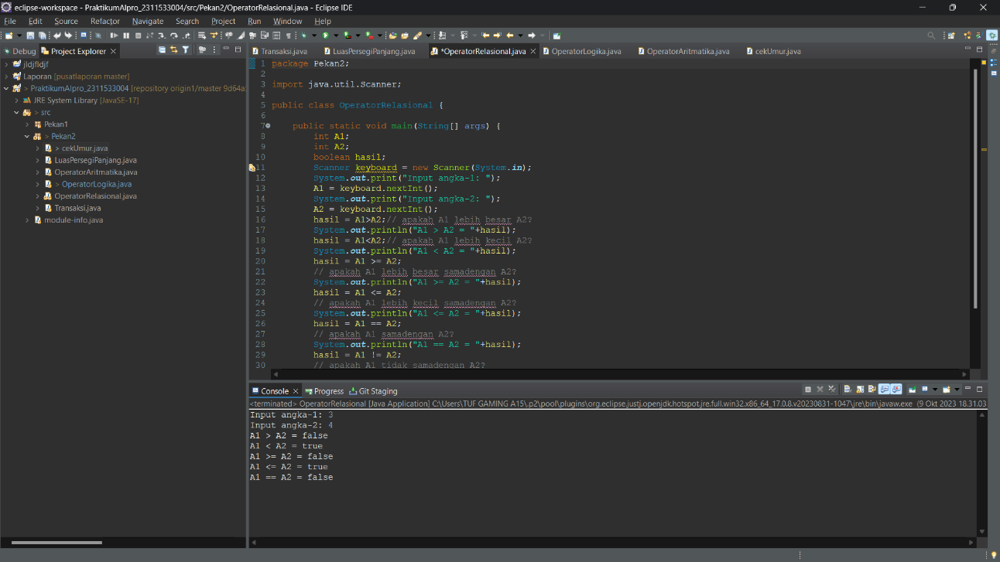 eclipse-workspace - PraktikumAlpro_2311533004/src/Pekan2/OperatorRelasional.java - Eclipse IDE
File Edit Source Refactor Navigate Search Project Run Window Help
Debug Project Explorer
jldjfldjf
Laporan [pusatlaporan master]
> PraktikumAlpro_2311533004 [repository origin1/master 9d64a
JRE System Library [JavaSE-17]
> src
Pekan1
> Pekan2
> cekUmur.java
LuasPersegiPanjang.java
OperatorAritmatika.java
> OperatorLogika.java
OperatorRelasional.java
Transaksi.java
module-info.java
Transaksi.java LuasPersegiPanjang.java *OperatorRelasional.java OperatorLogika.java OperatorAritmatika.java cekUmur.java
1 package Pekan2;
2
3 import java.util.Scanner;
4
5 public class OperatorRelasional {
6
7 public static void main(String[] args) {
8 int A1;
9 int A2;
10 boolean hasil;
11 Scanner keyboard = new Scanner(System.in);
12 System.out.print("Input angka-1: ");
13 A1 = keyboard.nextInt();
14 System.out.print("Input angka-2: ");
15 A2 = keyboard.nextInt();
16 hasil = A1>A2;// apakah A1 lebih besar A2?
17 System.out.println("A1 > A2 = "+hasil);
18 hasil = A1<A2;// apakah A1 lebih kecil A2?
19 System.out.println("A1 < A2 = "+hasil);
20 hasil = A1 >= A2;
21 // apakah A1 lebih besar samadengan A2?
22 System.out.println("A1 >= A2 = "+hasil);
23 hasil = A1 <= A2;
24 // apakah A1 lebih kecil samadengan A2?
25 System.out.println("A1 <= A2 = "+hasil);
26 hasil = A1 == A2;
27 // apakah A1 samadengan A2?
28 System.out.println("A1 == A2 = "+hasil);
29 hasil = A1 != A2;
30 // apakah A1 tidak samadengan A2?
Console Progress Git Staging
<terminated> OperatorRelasional [Java Application] C:\Users\TUF GAMING A15\.p2\pool\plugins\org.eclipse.justj.openjdk.hotspot.jre.full.win32.x86_64_17.0.8.v20230831-1047\jre\bin\javaw.exe (9 Okt 2023 18.31.03
Input angka-1: 3
Input angka-2: 4
A1 > A2 = false
A1 < A2 = true
A1 >= A2 = false
A1 <= A2 = true
A1 == A2 = false